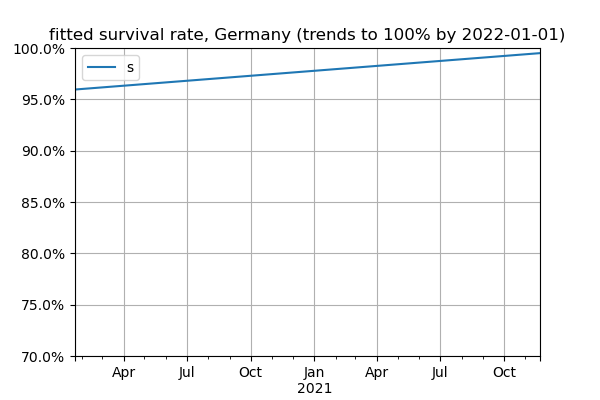 fitted survival rate, Germany (trends to 100% by 2022-01-01)
100.0%
s
95.0%
90.0%
85.0%
80.0%
75.0%
70.0%
Apr Jul Oct Jan Apr Jul Oct
2021